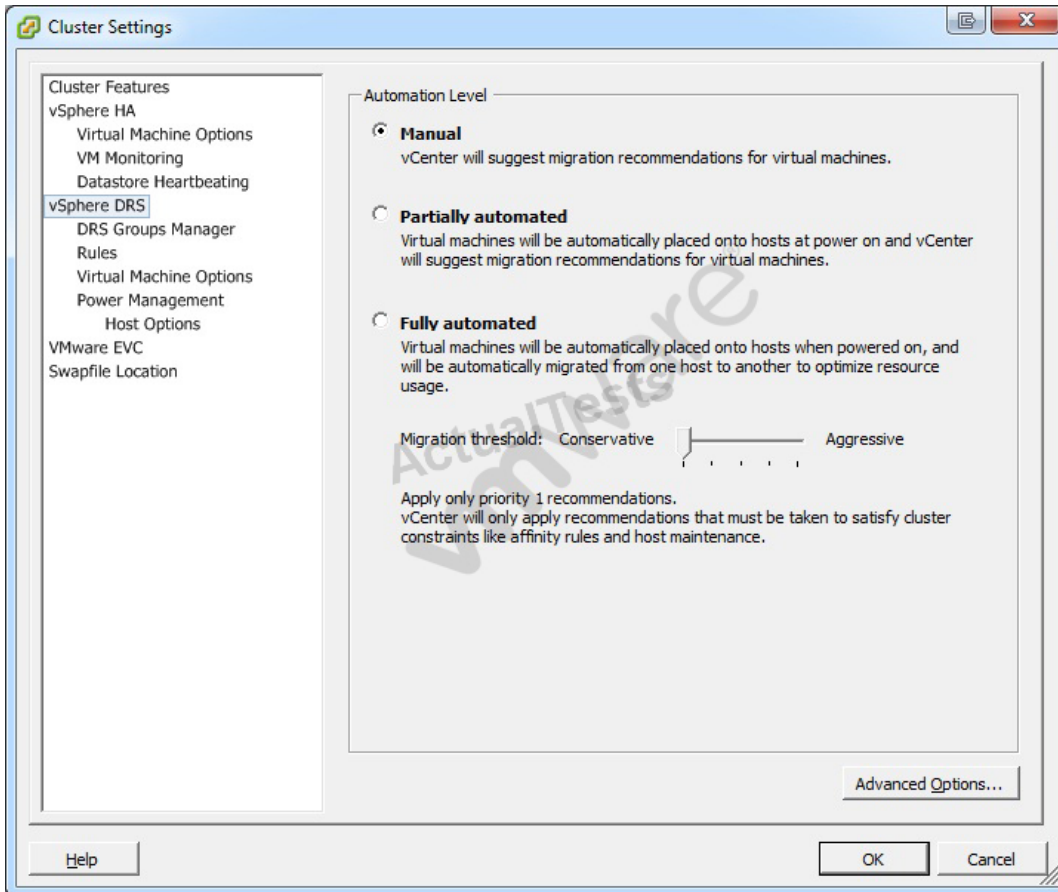 Cluster Settings
Cluster Features
vSphere HA
Virtual Machine Options
VM Monitoring
Datastore Heartbeating
vSphere DRS
DRS Groups Manager
Rules
Virtual Machine Options
Power Management
Host Options
VMware EVC
Swapfile Location
Automation Level
Manual
vCenter will suggest migration recommendations for virtual machines.
Partially automated
Virtual machines will be automatically placed onto hosts at power on and vCenter
will suggest migration recommendations for virtual machines.
Fully automated
Virtual machines will be automatically placed onto hosts when powered on, and
will be automatically migrated from one host to another to optimize resource
usage.
Migration threshold: Conservative Aggressive
Apply only priority 1 recommendations.
vCenter will only apply recommendations that must be taken to satisfy cluster
constraints like affinity rules and host maintenance.
ActualTests
vmware®
Advanced Options...
Help
OK
Cancel